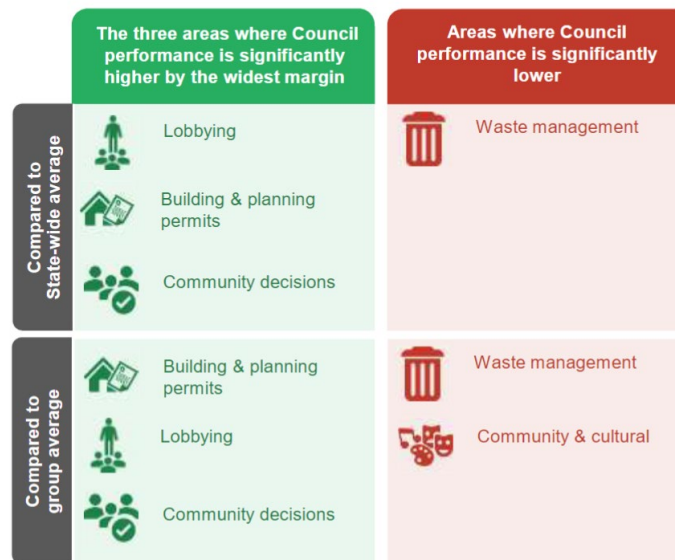 The three areas where Council
performance is significantly
higher by the widest margin
Areas where Council
performance is significantly
lower
Compared to
State-wide average
Lobbying
Building & planning
permits
Community decisions
Waste management
Compared to
group average
Building & planning
permits
Lobbying
Community decisions
Waste management
Community & cultural